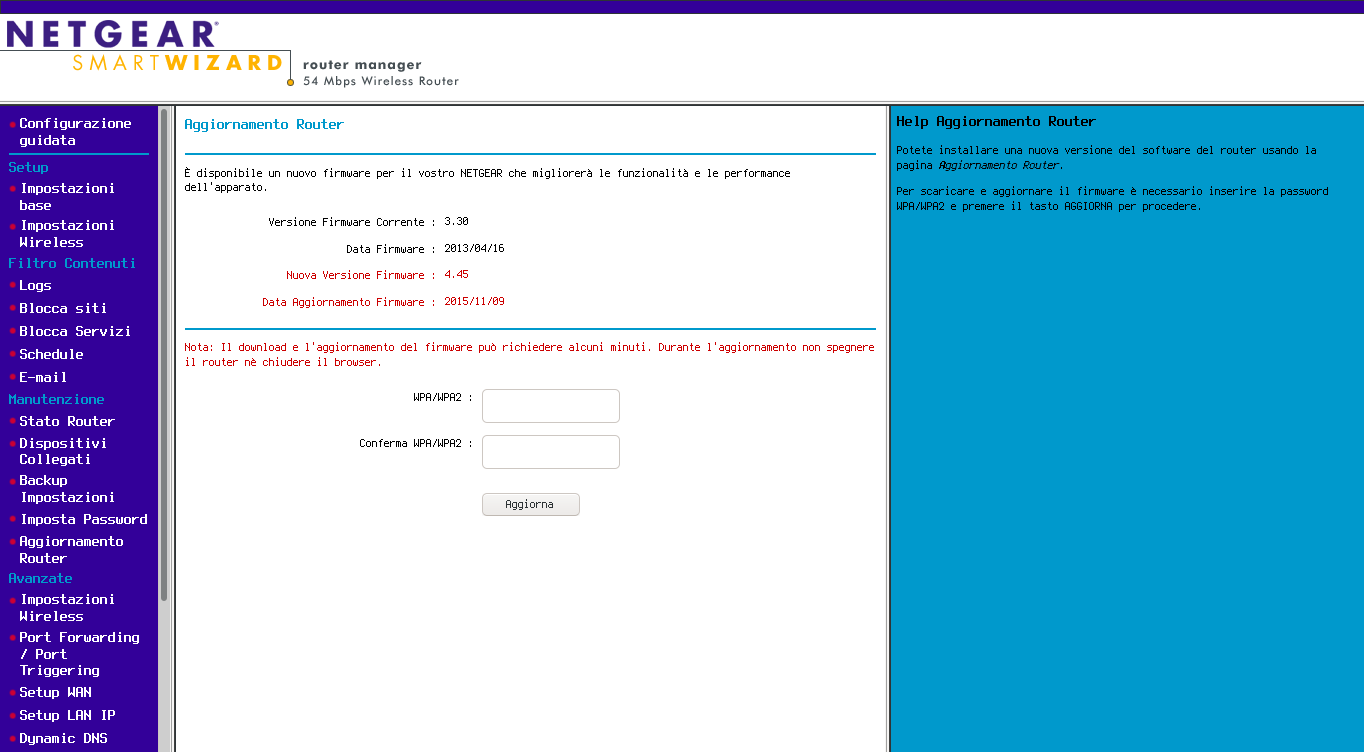 NETGEAR®
SMARTWIZARD router manager
54 Mbps Wireless Router
Configurazione
guidata
Setup
Impostazioni
base
Impostazioni
Wireless
Filtro Contenuti
Logs
Blocca siti
Blocca Servizi
Schedule
E-mail
Manutenzione
Stato Router
Dispositivi
Collegati
Backup
Impostazioni
Imposta Password
Aggiornamento
Router
Avanzate
Impostazioni
Wireless
Port Forwarding
/ Port
Triggering
Setup WAN
Setup LAN IP
Dynamic DNS
Aggiornamento Router
È disponibile un nuovo firmware per il vostro NETGEAR che migliorerà le funzionalità e le performance
dell'apparato.
Versione Firmware Corrente : 3.30
Data Firmware : 2013/04/16
Nuova Versione Firmware : 4.45
Data Aggiornamento Firmware : 2015/11/09
Nota: Il download e l'aggiornamento del firmware può richiedere alcuni minuti. Durante l'aggiornamento non spegnere
il router nè chiudere il browser.
WPA/WPA2 :
Conferma WPA/WPA2 :
Aggiorna
Help Aggiornamento Router
Potete installare una nuova versione del software del router usando la
pagina Aggiornamento Router.
Per scaricare e aggiornare il firmware è necessario inserire la password
WPA/WPA2 e premere il tasto AGGIORNA per procedere.